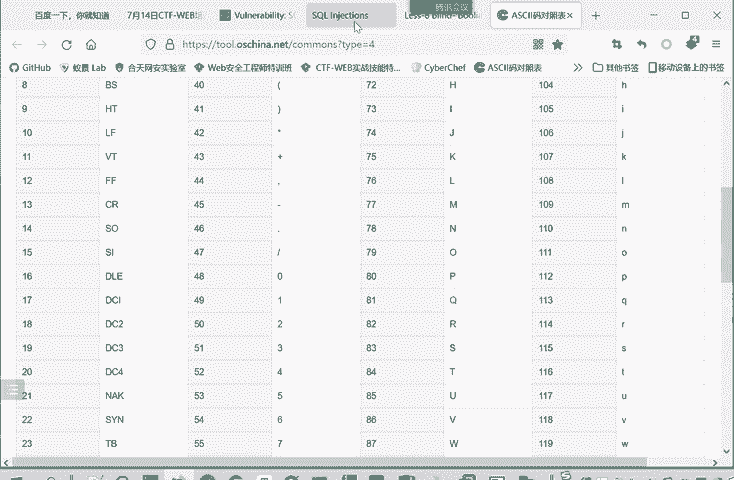 腾讯会议
百度一下，你就知道 7月14日CTF-WEB Vulnerability: S SQL Injections Less-8 Blind- Boole ASCII码对照表
https://tool.oschina.net/commons?type=4
GitHub 蚁景 Lab 合天网安实验室 Web安全工程师特训班 CTF-WEB实战技能特... CyberChef ASCII码对照表 其他书签 移动设备上的书签
8 BS 40 ( 72 H 104 h
9 HT 41 ) 73 I 105 i
10 LF 42 * 74 J 106 j
11 VT 43 + 75 K 107 k
12 FF 44 , 76 L 108 l
13 CR 45 - 77 M 109 m
14 SO 46 . 78 N 110 n
15 SI 47 / 79 O 111 o
16 DLE 48 0 80 P 112 p
17 DCI 49 1 81 Q 113 q
18 DC2 50 2 82 R 114 r
19 DC3 51 3 83 S 115 s
20 DC4 52 4 84 T 116 t
21 NAK 53 5 85 U 117 u
22 SYN 54 6 86 V 118 v
23 TB 55 7 87 W 119 w